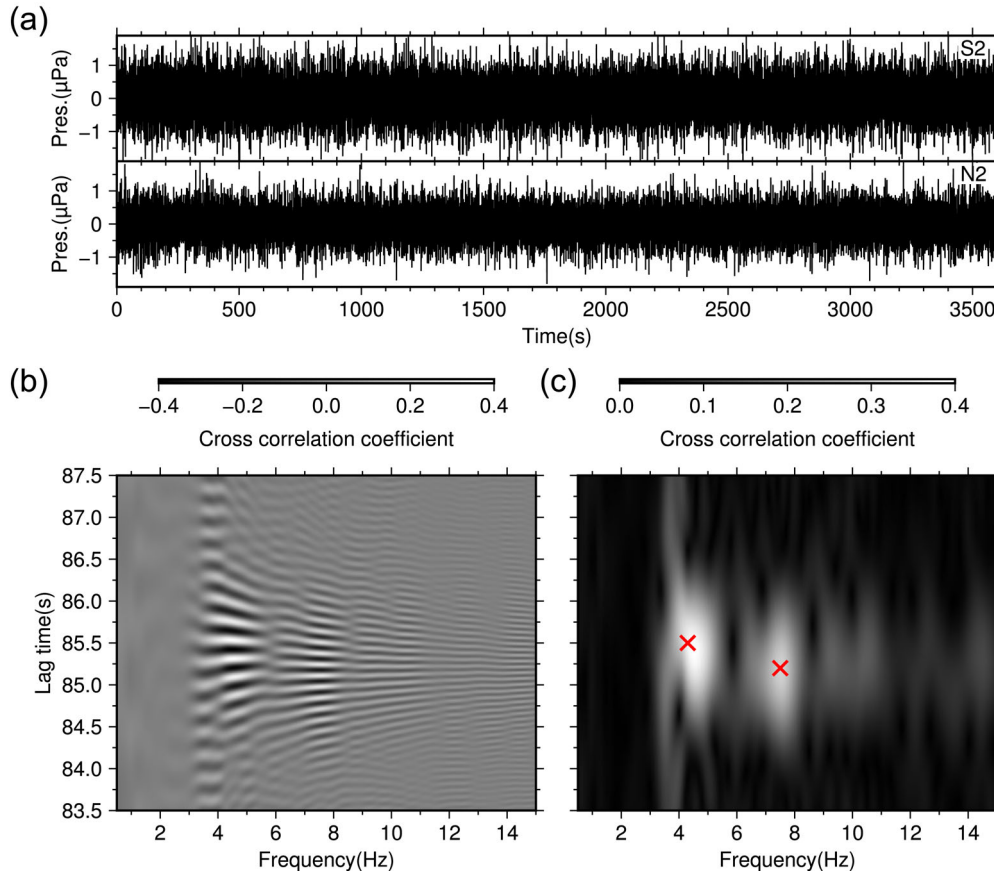 (a)
S2
Pres.(µPa)
1
0
−1
N2
Pres.(µPa)
1
0
−1
0 500 1000 1500 2000 2500 3000 3500
Time(s)
(b)
−0.4 −0.2 0.0 0.2 0.4
Cross correlation coefficient
(c)
0.0 0.1 0.2 0.3 0.4
Cross correlation coefficient
Lag time(s)
87.5
87.0
86.5
86.0
85.5
85.0
84.5
84.0
83.5
2 4 6 8 10 12 14
Frequency(Hz)
2 4 6 8 10 12 14
Frequency(Hz)